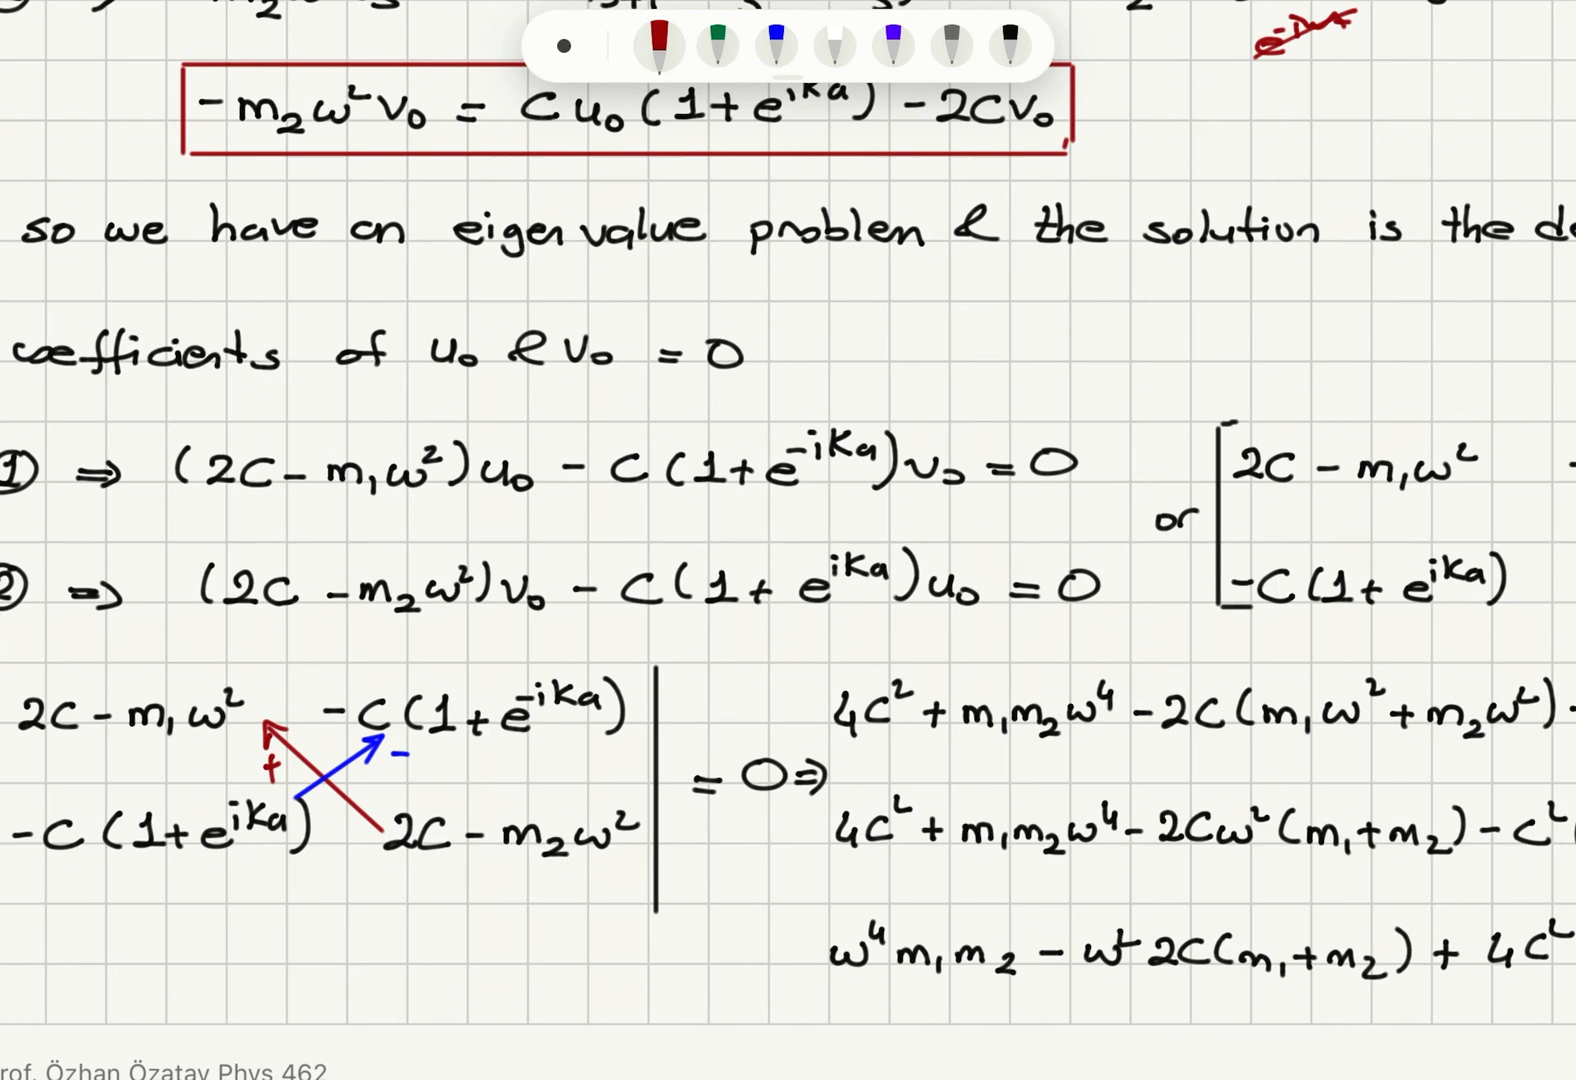 -m₂ω²v₀ = Cu₀(1+e^{iKa}) -2Cv₀
so we have an eigenvalue problem & the solution is the
coefficients of u₀ & v₀ = 0
① ⇒ (2C - m₁ω²)u₀ - C(1+e^{-iKa})v₀ = 0 or [2C - m₁ω²
② => (2C - m₂ω²)v₀ - C(1+ e^{iKa})u₀ = 0 -C(1+ e^{iKa})
2C - m₁ω² -C(1+e^{-iKa}) | 4C² + m₁m₂ω⁴ - 2C(m₁ω² + m₂ω²)
+ - = 0 ⇒
-C(1+e^{iKa}) 2C - m₂ω² | 4C² + m₁m₂ω⁴ - 2Cω²(m₁+m₂) - C²
ω⁴m₁m₂ - ω² 2C(m₁+m₂) + 4C²
rof. Özhan Özatay Phys 462